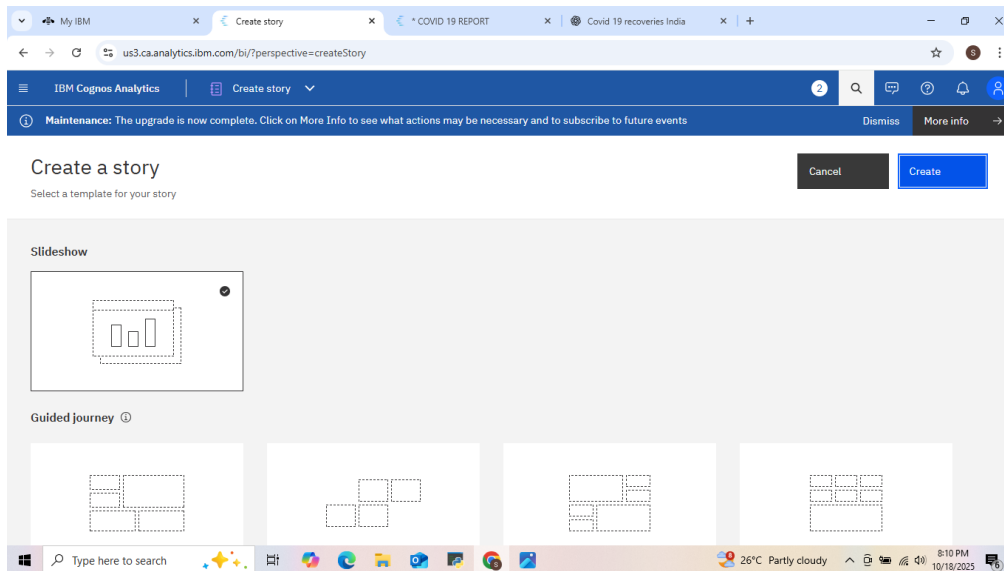 My IBM
Create story
* COVID 19 REPORT
Covid 19 recoveries India
us3.ca.analytics.ibm.com/bi/?perspective=createStory
S
IBM Cognos Analytics
Create story
2
Maintenance: The upgrade is now complete. Click on More Info to see what actions may be necessary and to subscribe to future events
Dismiss
More info
Create a story
Select a template for your story
Cancel
Create
Slideshow
Guided journey
Type here to search
26°C Partly cloudy
8:10 PM
10/18/2025